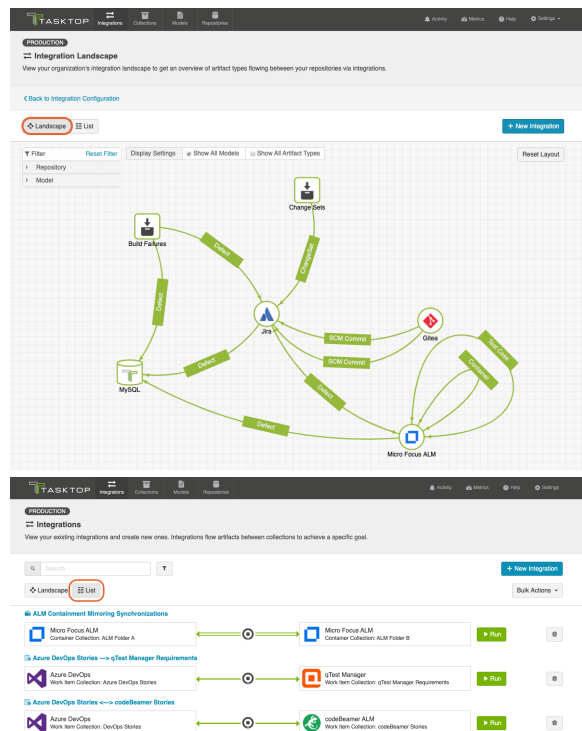 TASKTOP
Integrations
Collections
Models
Repositories
Activity
Metrics
Help
Settings
PRODUCTION
Integration Landscape
View your organization's integration landscape to get an overview of artifact types flowing between your repositories via integrations.
Back to Integration Configuration
Landscape
List
+ New Integration
Filter
Reset Filter
Display Settings
Show All Models
Show All Artifact Types
Reset Layout
Repository
Model
Change Sets
Build Failures
Defect
ChangeSet
Defect
Jira
Gitea
SCM Commit
SCM Commit
Test Case
Container
Defect
MySQL
Defect
Defect
Micro Focus ALM
TASKTOP
Integrations
Collections
Models
Repositories
Activity
Metrics
Help
Settings
PRODUCTION
Integrations
View your existing integrations and create new ones. Integrations flow artifacts between collections to achieve a specific goal.
Search
+ New Integration
Landscape
List
Bulk Actions
ALM Containment Mirroring Synchronizations
Micro Focus ALM
Container Collection: ALM Folder A
Micro Focus ALM
Container Collection: ALM Folder B
Run
Azure DevOps Stories ---> qTest Manager Requirements
Azure DevOps
Work Item Collection: Azure DevOps Stories
qTest Manager
Work Item Collection: qTest Manager Requirements
Run
Azure DevOps Stories <---> codeBeamer Stories
Azure DevOps
Work Item Collection: DevOps Stories
codeBeamer ALM
Work Item Collection: codeBeamer Stories
Run